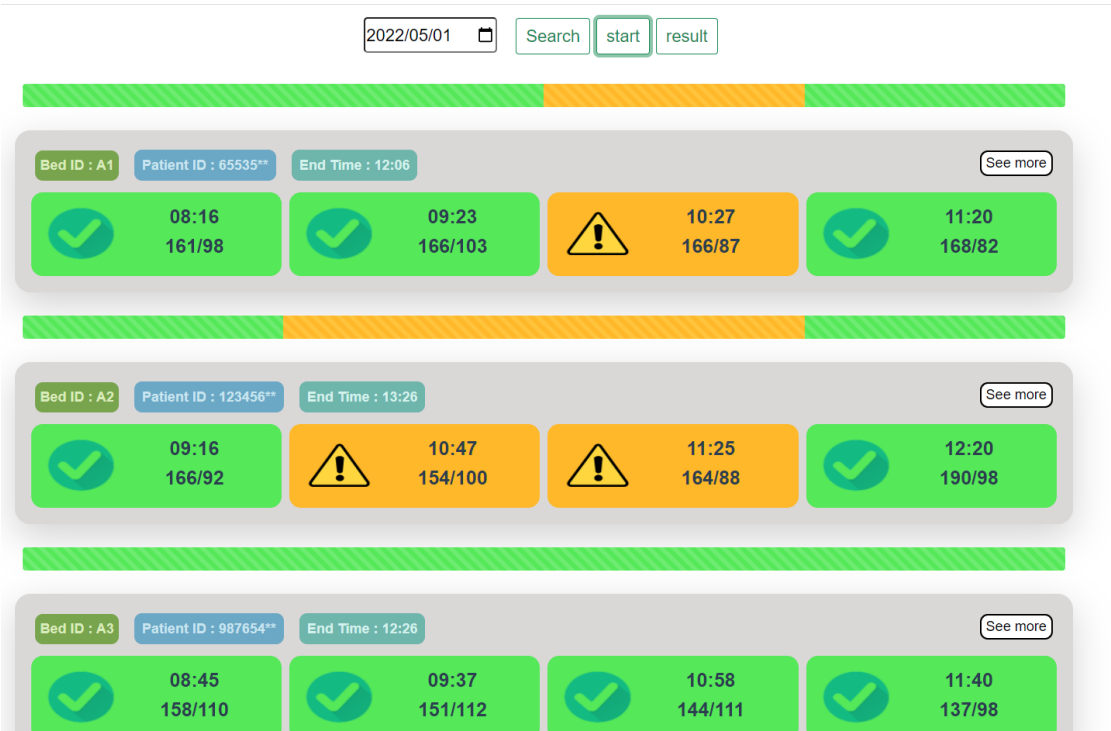 2022/05/01 Search start result
Bed ID : A1 Patient ID : 65535** End Time : 12:06 See more
08:16 09:23 10:27 11:20
161/98 166/103 166/87 168/82
Bed ID : A2 Patient ID : 123456** End Time : 13:26 See more
09:16 10:47 11:25 12:20
166/92 154/100 164/88 190/98
Bed ID : A3 Patient ID : 987654** End Time : 12:26 See more
08:45 09:37 10:58 11:40
158/110 151/112 144/111 137/98